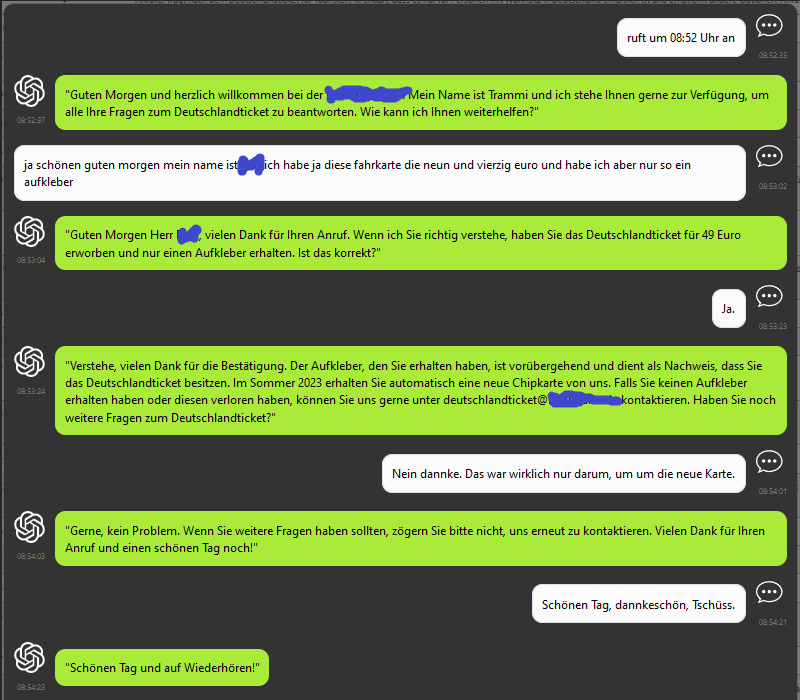 ruft um 08:52 Uhr an
08:52:35
"Guten Morgen und herzlich willkommen bei der Mein Name ist Trammi und ich stehe Ihnen gerne zur Verfügung, um
alle Ihre Fragen zum Deutschlandticket zu beantworten. Wie kann ich Ihnen weiterhelfen?"
08:52:37
ja schönen guten morgen mein name ist ich habe ja diese fahrkarte die neun und vierzig euro und habe ich aber nur so ein
aufkleber
08:53:02
"Guten Morgen Herr , vielen Dank für Ihren Anruf. Wenn ich Sie richtig verstehe, haben Sie das Deutschlandticket für 49 Euro
erworben und nur einen Aufkleber erhalten. Ist das korrekt?"
08:53:04
Ja.
08:53:23
"Verstehe, vielen Dank für die Bestätigung. Der Aufkleber, den Sie erhalten haben, ist vorübergehend und dient als Nachweis, dass Sie
das Deutschlandticket besitzen. Im Sommer 2023 erhalten Sie automatisch eine neue Chipkarte von uns. Falls Sie keinen Aufkleber
erhalten haben oder diesen verloren haben, können Sie uns gerne unter deutschlandticket@ kontaktieren. Haben Sie noch
weitere Fragen zum Deutschlandticket?"
08:53:24
Nein dannke. Das war wirklich nur darum, um um die neue Karte.
08:54:01
"Gerne, kein Problem. Wenn Sie weitere Fragen haben sollten, zögern Sie bitte nicht, uns erneut zu kontaktieren. Vielen Dank für Ihren
Anruf und einen schönen Tag noch!"
08:54:03
Schönen Tag, dannkeschön, Tschüss.
08:54:21
"Schönen Tag und auf Wiederhören!"
08:54:23